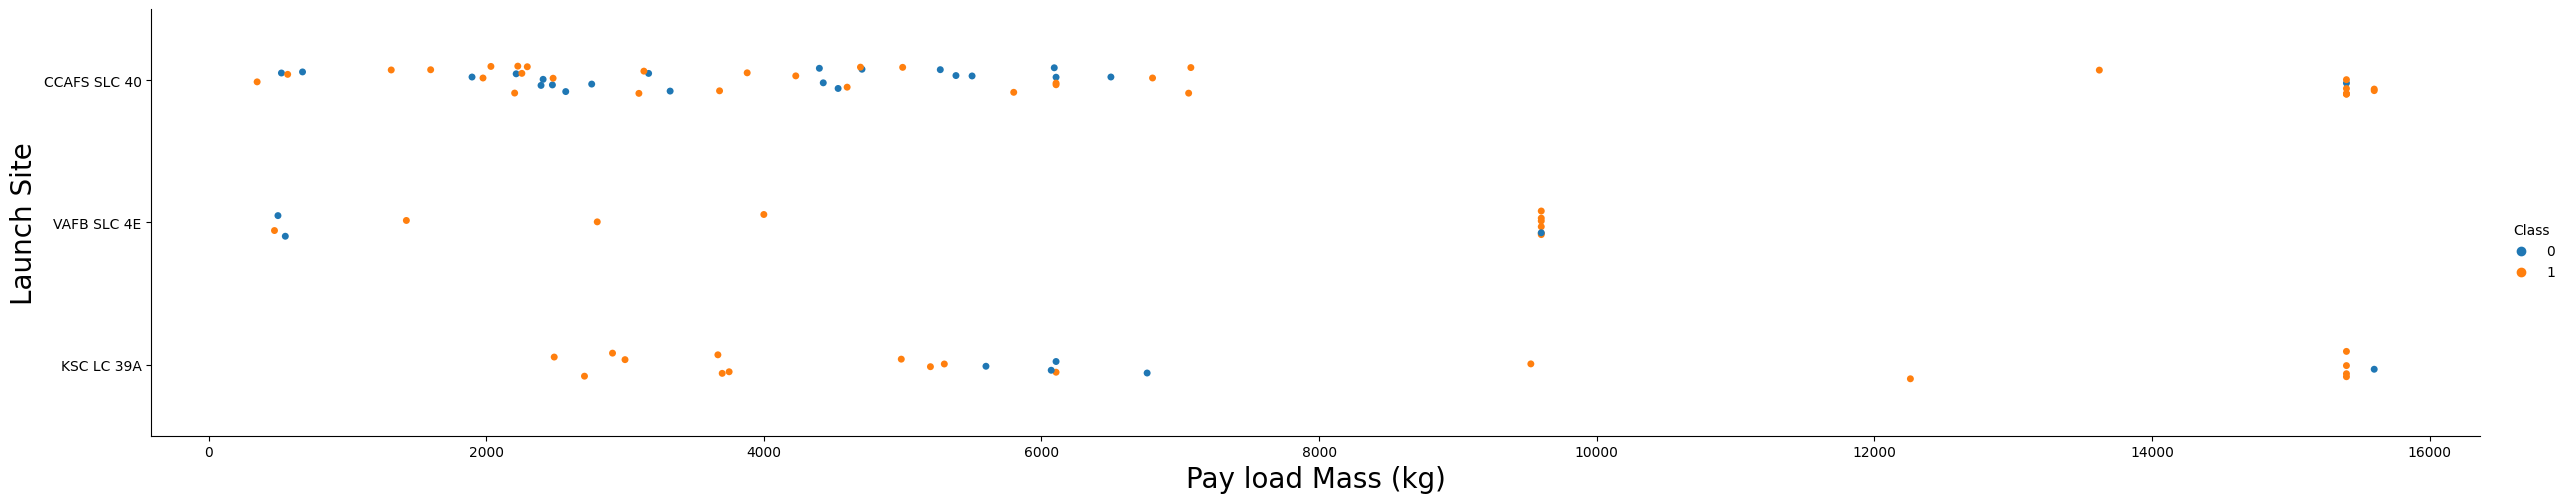 Launch Site
CCAFS SLC 40
VAFB SLC 4E
KSC LC 39A
0 2000 4000 6000 8000 10000 12000 14000 16000
Pay load Mass (kg)
Class
0
1